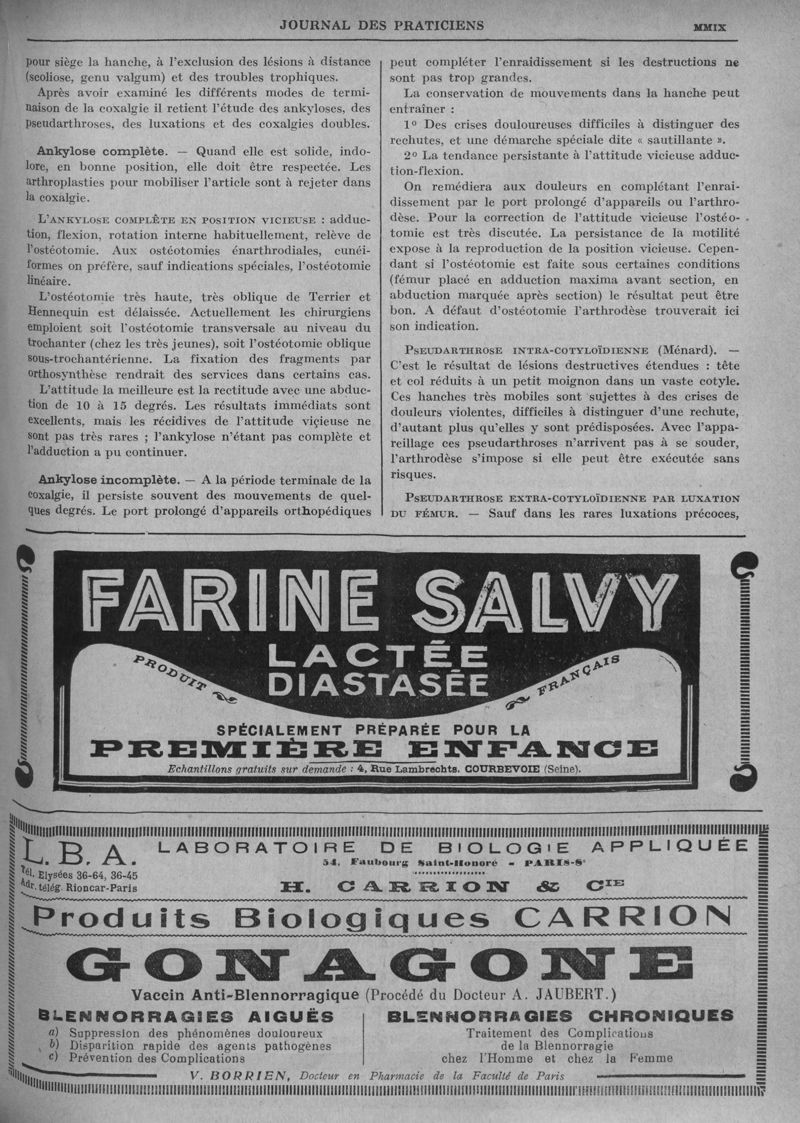 JOURNAL DES PRATICIENS
MMIX
pour siège la hanche, à l'exclusion des lésions à distance
(scoliose, genu valgum) et des troubles trophiques.
Après avoir examiné les différents modes de termi-
naison de la coxalgie il retient l'étude des ankyloses, des
pseudarthroses, des luxations et des coxalgies doubles.
Ankylose complète. — Quand elle est solide, indo-
lore, en bonne position, elle doit être respectée. Les
arthroplasties pour mobiliser l'article sont à rejeter dans
la coxalgie.
L'ANKYLOSE COMPLÈTE EN POSITION VICIEUSE : adduc-
tion, flexion, rotation interne habituellement, relève de
l'ostéotomie. Aux ostéotomies énarthrodiales, cunéi-
formes on préfère, sauf indications spéciales, l'ostéotomie
linéaire.
L'ostéotomie très haute, très oblique de Terrier et
Hennequin est délaissée. Actuellement les chirurgiens
emploient soit l'ostéotomie transversale au niveau du
trochanter (chez les très jeunes), soit l'ostéotomie oblique
sous-trochantérienne. La fixation des fragments par
orthosynthèse rendrait des services dans certains cas.
L'attitude la meilleure est la rectitude avec une abduc-
tion de 10 à 15 degrés. Les résultats immédiats sont
excellents, mais les récidives de l'attitude viçieuse ne
sont pas très rares ; l'ankylose n'étant pas complète et
l'adduction a pu continuer.
Ankylose incomplète. — A la période terminale de la
coxalgie, il persiste souvent des mouvements de quel-
ques degrés. Le port prolongé d'appareils orthopédiques
peut compléter l'enraidissement si les destructions ne
sont pas trop grandes.
La conservation de mouvements dans la hanche peut
entraîner :
1° Des crises douloureuses difficiles à distinguer des
rechutes, et une démarche spéciale dite « sautillante ».
2° La tendance persistante à l'attitude vicieuse adduc-
tion-flexion.
On remédiera aux douleurs en complétant l'enrai-
dissement par le port prolongé d'appareils ou l'arthro-
dèse. Pour la correction de l'attitude vicieuse l'ostéo-
tomie est très discutée. La persistance de la motilité
expose à la reproduction de la position vicieuse. Cepen-
dant si l'ostéotomie est faite sous certaines conditions
(fémur placé en adduction maxima avant section, en
abduction marquée après section) le résultat peut être
bon. A défaut d'ostéotomie l'arthrodèse trouverait ici
son indication.
PSEUDARTHROSE INTRA-COTYLOÏDIENNE (Ménard). —
C'est le résultat de lésions destructives étendues : tête
et col réduits à un petit moignon dans un vaste cotyle.
Ces hanches très mobiles sont sujettes à des crises de
douleurs violentes, difficiles à distinguer d'une rechute,
d'autant plus qu'elles y sont prédisposées. Avec l'appa-
reillage ces pseudarthroses n'arrivent pas à se souder,
l'arthrodèse s'impose si elle peut être exécutée sans
risques.
PSEUDARTHROSE EXTRA-COTYLOÏDIENNE PAR LUXATION
DU FÉMUR. — Sauf dans les rares luxations précoces,
FARINE SALVY
LACTÉE
DIASTASÉE
PRODUIT
FRANÇAIS
SPÉCIALEMENT PRÉPARÉE POUR LA
PREMIÈRE ENFANCE
Echantillons gratuits sur demande : 4, Rue Lambrechts. COURBEVOIE (Seine).
L.B.A.
LABORATOIRE DE BIOLOGIE APPLIQUÉE
54, Faubourg Saint-Honoré - PARIS-8e
Tél. Elysées 36-64, 36-45
Adr. télég. Rioncar-Paris
H. CARRION & CIE
Produits Biologiques CARRION
GONAGONE
Vaccin Anti-Blennorragique (Procédé du Docteur A. JAUBERT.)
BLENNORRAGIES AIGUËS
a) Suppression des phénomènes douloureux
b) Disparition rapide des agents pathogènes
c) Prévention des Complications
BLENNORRAGIES CHRONIQUES
Traitement des Complications
de la Blennorragie
chez l'Homme et chez la Femme
V. BORRIEN, Docteur en Pharmacie de la Faculté de Paris